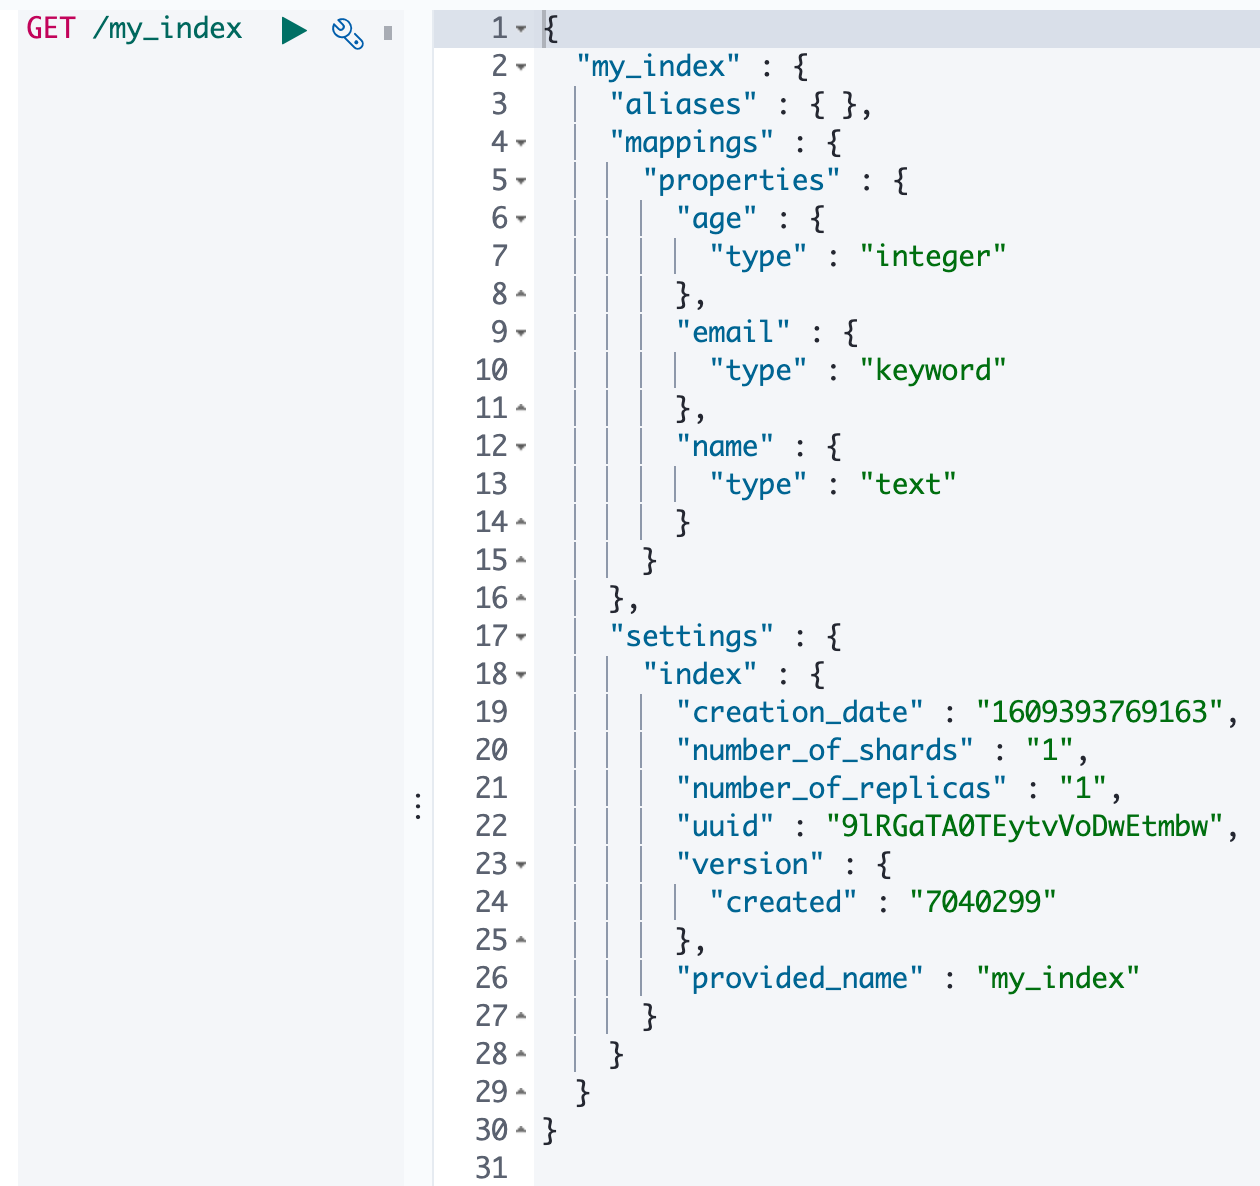 GET /my_index
1 {
2 "my_index" : {
3 "aliases" : { },
4 "mappings" : {
5 "properties" : {
6 "age" : {
7 "type" : "integer"
8 },
9 "email" : {
10 "type" : "keyword"
11 },
12 "name" : {
13 "type" : "text"
14 }
15 }
16 },
17 "settings" : {
18 "index" : {
19 "creation_date" : "1609393769163",
20 "number_of_shards" : "1",
21 "number_of_replicas" : "1",
22 "uuid" : "9lRGaTA0TEytvVoDwEtmbw",
23 "version" : {
24 "created" : "7040299"
25 },
26 "provided_name" : "my_index"
27 }
28 }
29 }
30 }
31